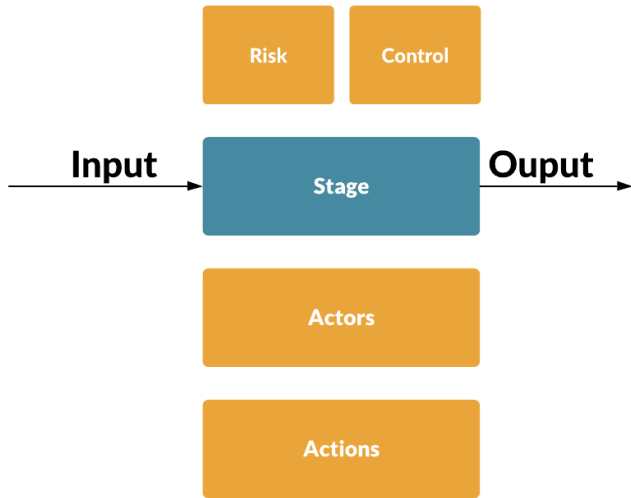 Risk
Control
Input
Stage
Ouput
Actors
Actions